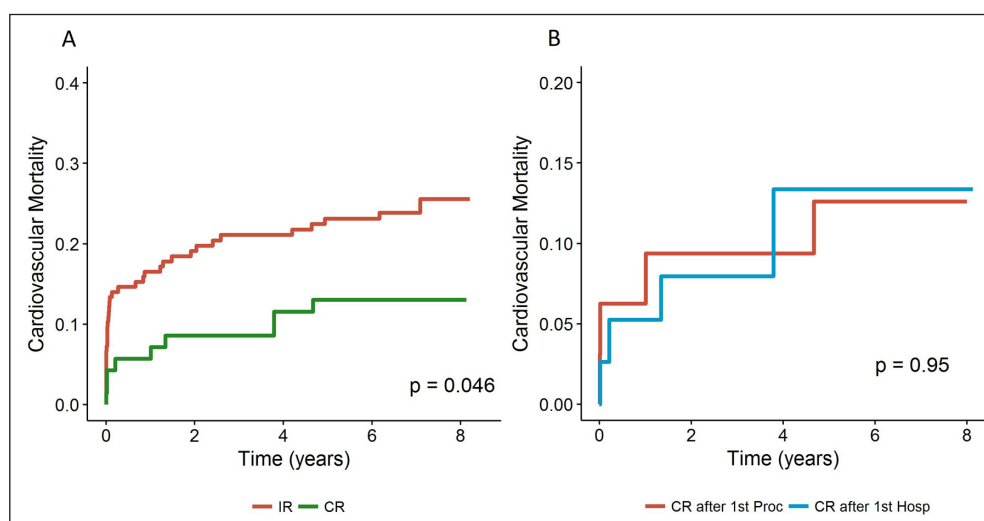 A
Cardiovascular Mortality
0.4
0.3
0.2
0.1
0.0
p = 0.046
0 2 4 6 8
Time (years)
IR CR
B
Cardiovascular Mortality
0.20
0.15
0.10
0.05
0.00
p = 0.95
0 2 4 6 8
Time (years)
CR after 1st Proc CR after 1st Hosp